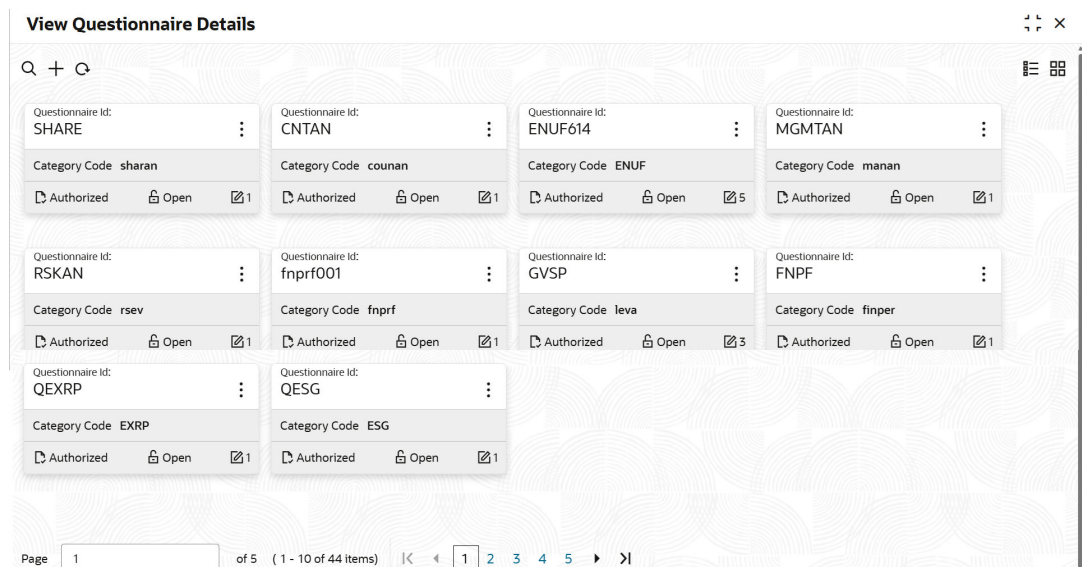 View Questionnaire Details
Questionnaire Id: Questionnaire Id: Questionnaire Id: Questionnaire Id:
SHARE CNTAN ENUF614 MGMTAN
Category Code sharan Category Code counan Category Code ENUF Category Code manan
Authorized Open 1 Authorized Open 1 Authorized Open 5 Authorized Open 1
Questionnaire Id: Questionnaire Id: Questionnaire Id: Questionnaire Id:
RSKAN fnprf001 GVSP FNPF
Category Code rsev Category Code fnprf Category Code leva Category Code finper
Authorized Open 1 Authorized Open 1 Authorized Open 3 Authorized Open 1
Questionnaire Id: Questionnaire Id:
QEXRP QESG
Category Code EXRP Category Code ESG
Authorized Open 1 Authorized Open 1
Page 1 of 5 ( 1 - 10 of 44 items) 1 2 3 4 5